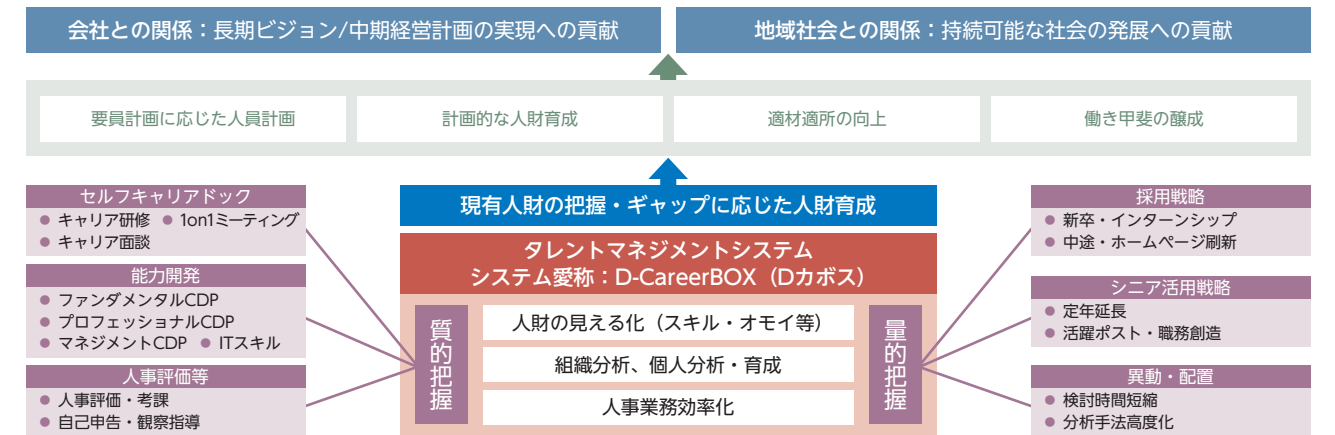 会社との関係：長期ビジョン/中期経営計画の実現への貢献
地域社会との関係：持続可能な社会の発展への貢献
要員計画に応じた人員計画
計画的な人財育成
適材適所の向上
働き甲斐の醸成
セルフキャリアドック
● キャリア研修 ● 1on1ミーティング
● キャリア面談
能力開発
● ファンダメンタルCDP
● プロフェッショナルCDP
● マネジメントCDP ● ITスキル
人事評価等
● 人事評価・考課
● 自己申告・観察指導
現有人財の把握・ギャップに応じた人財育成
タレントマネジメントシステム
システム愛称：D-CareerBOX（Dカボス）
質的把握
人財の見える化（スキル・オモイ等）
組織分析、個人分析・育成
人事業務効率化
量的把握
採用戦略
● 新卒・インターンシップ
● 中途・ホームページ刷新
シニア活用戦略
● 定年延長
● 活躍ポスト・職務創造
異動・配置
● 検討時間短縮
● 分析手法高度化